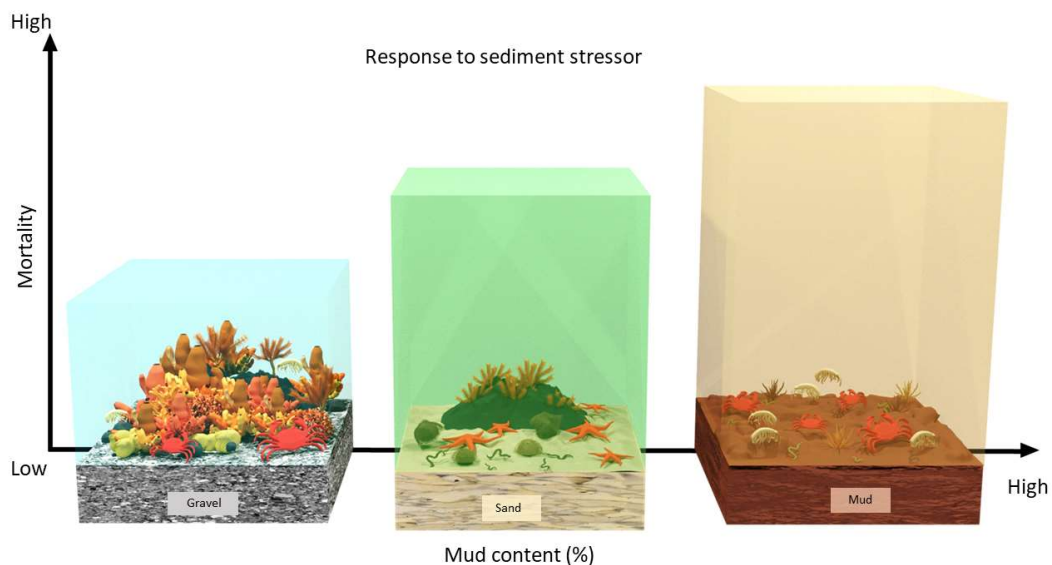 High
Response to sediment stressor
Mortality
Low
Gravel
Sand
Mud
High
Mud content (%)